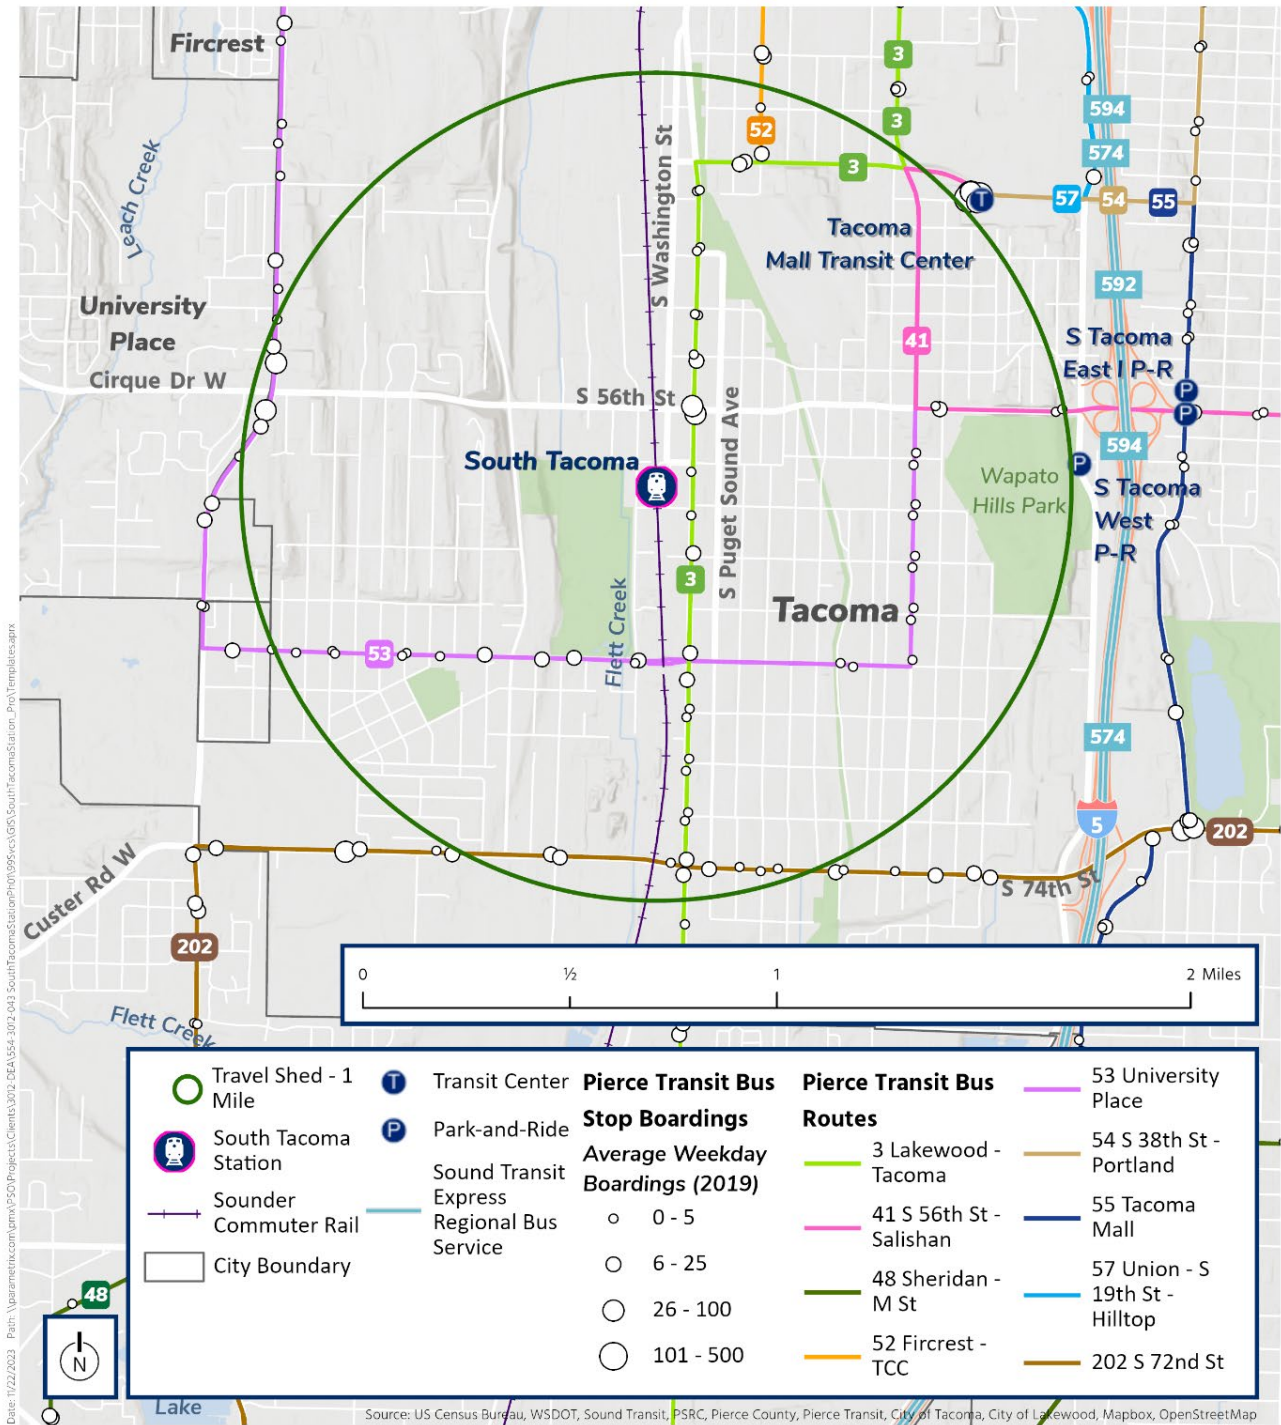 Fircrest
3
594
52
3
574
3
Leach Creek
S Washington St
57
54
55
Tacoma
Mall Transit Center
592
University
Place
41
S Tacoma
East I P-R
Cirque Dr W
S 56th St
594
South Tacoma
S Puget Sound Ave
Wapato
Hills Park
S Tacoma
West
P-R
3
Tacoma
Flett Creek
53
574
5
202
Custer Rd W
S 74th St
202
0
½
1
2 Miles
Flett Creek
Travel Shed - 1
Mile
South Tacoma
Station
Sounder
Commuter Rail
City Boundary
T
Transit Center
P
Park-and-Ride
Sound Transit
Express
Regional Bus
Service
Pierce Transit Bus
Stop Boardings
Average Weekday
Boardings (2019)
0 - 5
6 - 25
26 - 100
101 - 500
Pierce Transit Bus
Routes
3 Lakewood -
Tacoma
41 S 56th St -
Salishan
48 Sheridan -
M St
52 Fircrest -
TCC
53 University
Place
54 S 38th St -
Portland
55 Tacoma
Mall
57 Union - S
19th St -
Hilltop
202 S 72nd St
48
N
Lake
Source: US Census Bureau, WSDOT, Sound Transit, PSRC, Pierce County, Pierce Transit, City of Tacoma, City of Lakewood, Mapbox, OpenStreetMap
T
P
P
P
Date: 11/22/2023